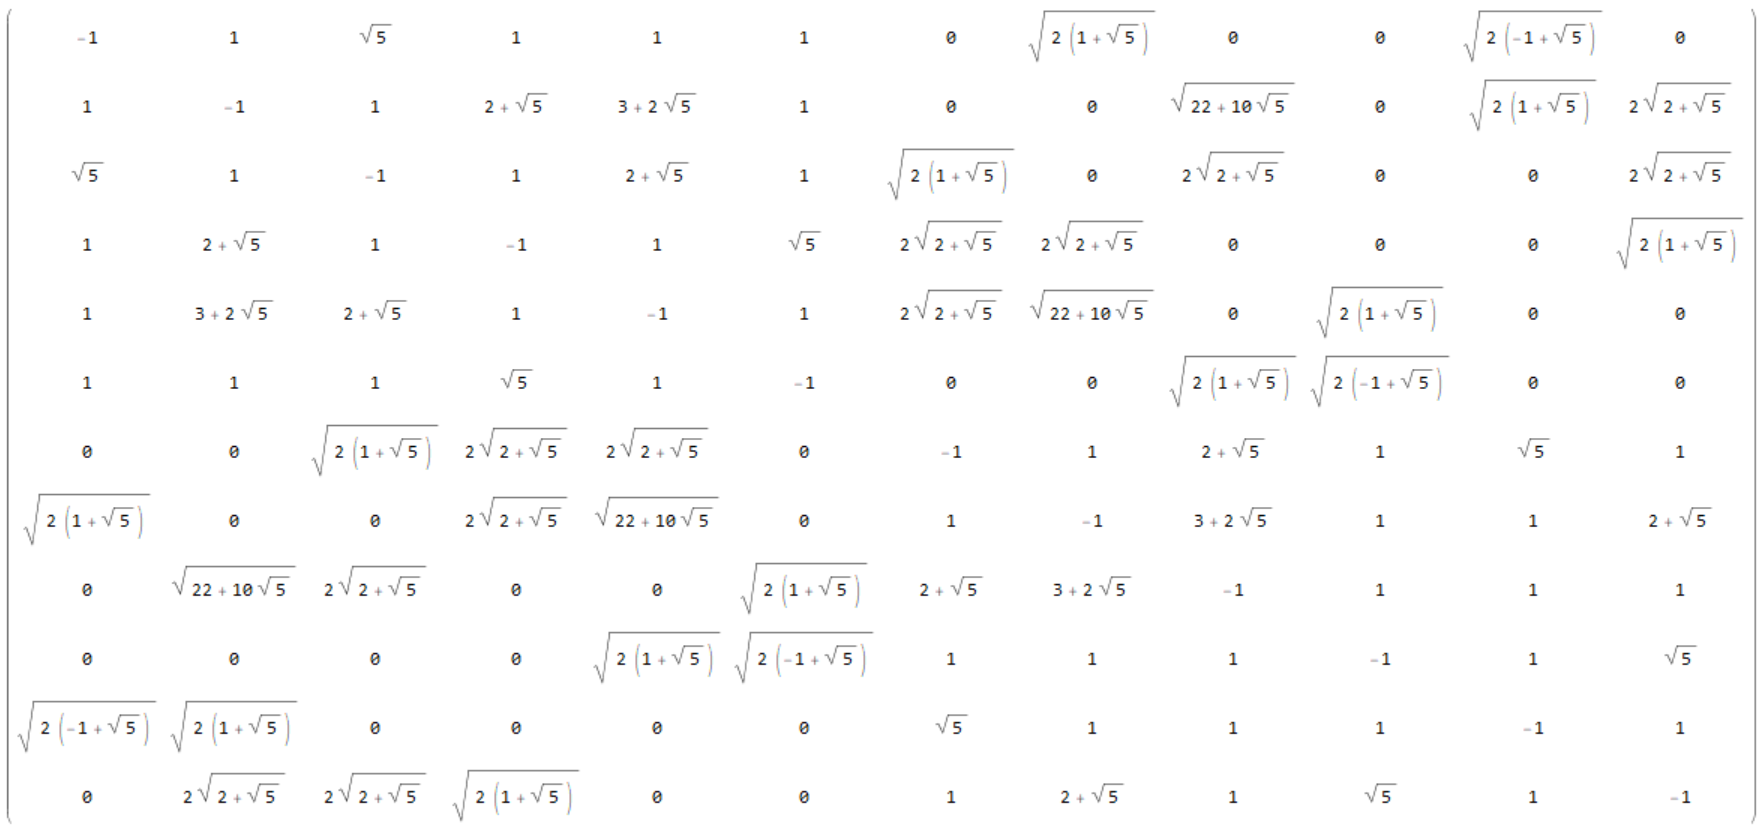 -1 1 √5 1 1 1 0 √(2 (1 + √5)) 0 0 √(2 (-1 + √5)) 0
1 -1 1 2 + √5 3 + 2 √5 1 0 0 √(22 + 10 √5) 0 √(2 (1 + √5)) 2 √(2 + √5)
√5 1 -1 1 2 + √5 1 √(2 (1 + √5)) 0 2 √(2 + √5) 0 0 2 √(2 + √5)
1 2 + √5 1 -1 1 √5 2 √(2 + √5) 2 √(2 + √5) 0 0 0 √(2 (1 + √5))
1 3 + 2 √5 2 + √5 1 -1 1 2 √(2 + √5) √(22 + 10 √5) 0 √(2 (1 + √5)) 0 0
1 1 1 √5 1 -1 0 0 √(2 (1 + √5)) √(2 (-1 + √5)) 0 0
0 0 √(2 (1 + √5)) 2 √(2 + √5) 2 √(2 + √5) 0 -1 1 2 + √5 1 √5 1
√(2 (1 + √5)) 0 0 2 √(2 + √5) √(22 + 10 √5) 0 1 -1 3 + 2 √5 1 1 2 + √5
0 √(22 + 10 √5) 2 √(2 + √5) 0 0 √(2 (1 + √5)) 2 + √5 3 + 2 √5 -1 1 1 1
0 0 0 0 √(2 (1 + √5)) √(2 (-1 + √5)) 1 1 1 -1 1 √5
√(2 (-1 + √5)) √(2 (1 + √5)) 0 0 0 0 √5 1 1 1 -1 1
0 2 √(2 + √5) 2 √(2 + √5) √(2 (1 + √5)) 0 0 1 2 + √5 1 √5 1 -1